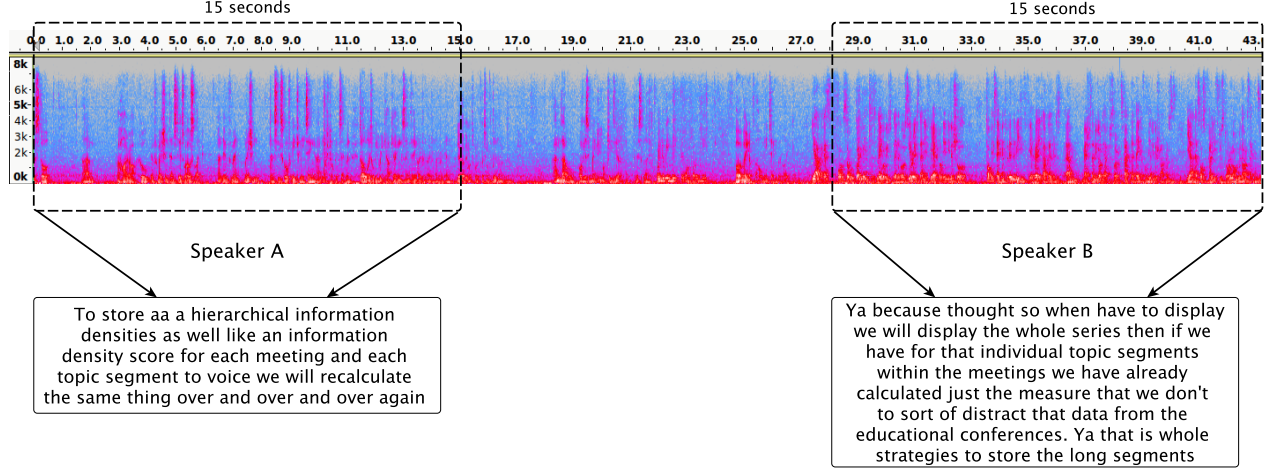 15 seconds
15 seconds
0.0 1.0 2.0 3.0 4.0 5.0 6.0 7.0 8.0 9.0 11.0 13.0 15.0 17.0 19.0 21.0 23.0 25.0 27.0 29.0 31.0 33.0 35.0 37.0 39.0 41.0 43.
8k
6k
5k
4k
3k
2k
0k
Speaker A
Speaker B
To store aa a hierarchical information
densities as well like an information
density score for each meeting and each
topic segment to voice we will recalculate
the same thing over and over and over again
Ya because thought so when have to display
we will display the whole series then if we
have for that individual topic segments
within the meetings we have already
calculated just the measure that we don't
to sort of distract that data from the
educational conferences. Ya that is whole
strategies to store the long segments